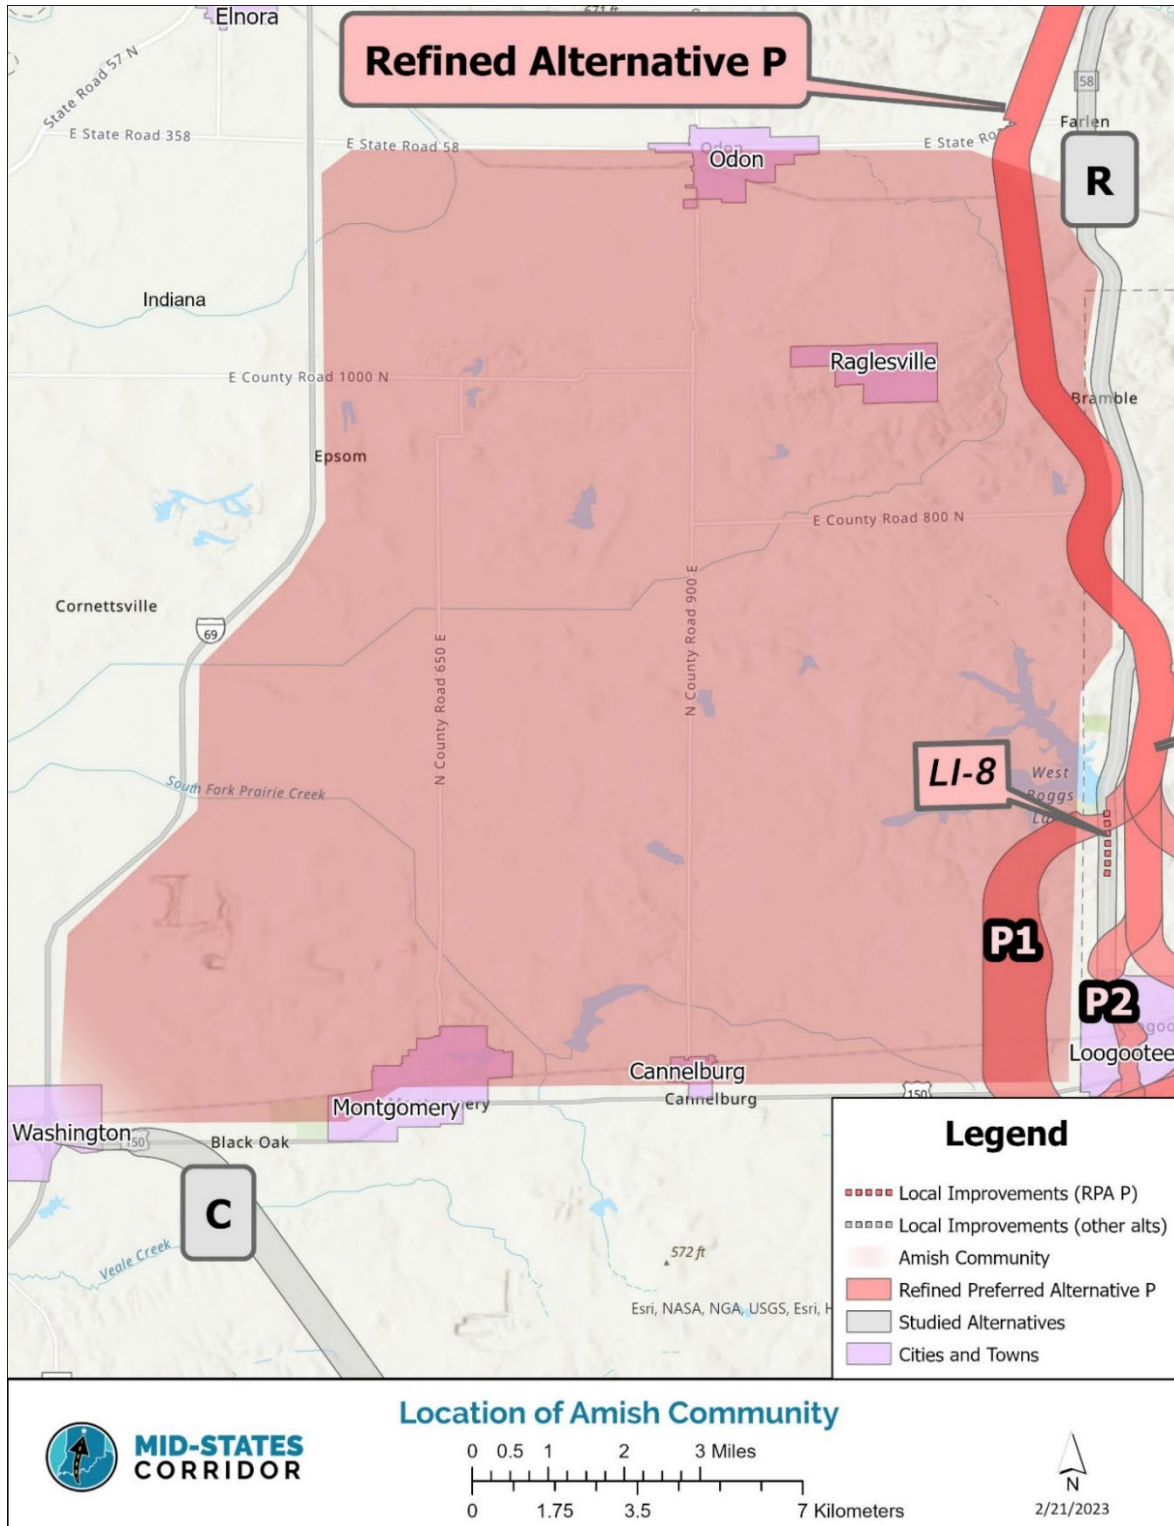 Elnora
671 ft
Refined Alternative P
58
State Road 57 N
E State Road 358
E State Road 58
Odon
Odon
E State Ro
Farlen
R
Indiana
Raglesville
E County Road 1000 N
Bramble
Epsom
E County Road 800 N
Cornettsville
69
N County Road 650 E
N County Road 900 E
South Fork Prairie Creek
LI-8
West
Boggs
P1
P2
Loogootee
Cannelburg
Cannelburg
150
Montgomery
Washington
150
Black Oak
C
Veale Creek
572 ft
Esri, NASA, NGA, USGS, Esri, H
Legend
Local Improvements (RPA P)
Local Improvements (other alts)
Amish Community
Refined Preferred Alternative P
Studied Alternatives
Cities and Towns
MID-STATES
CORRIDOR
Location of Amish Community
0 0.5 1 2 3 Miles
0 1.75 3.5 7 Kilometers
N
2/21/2023